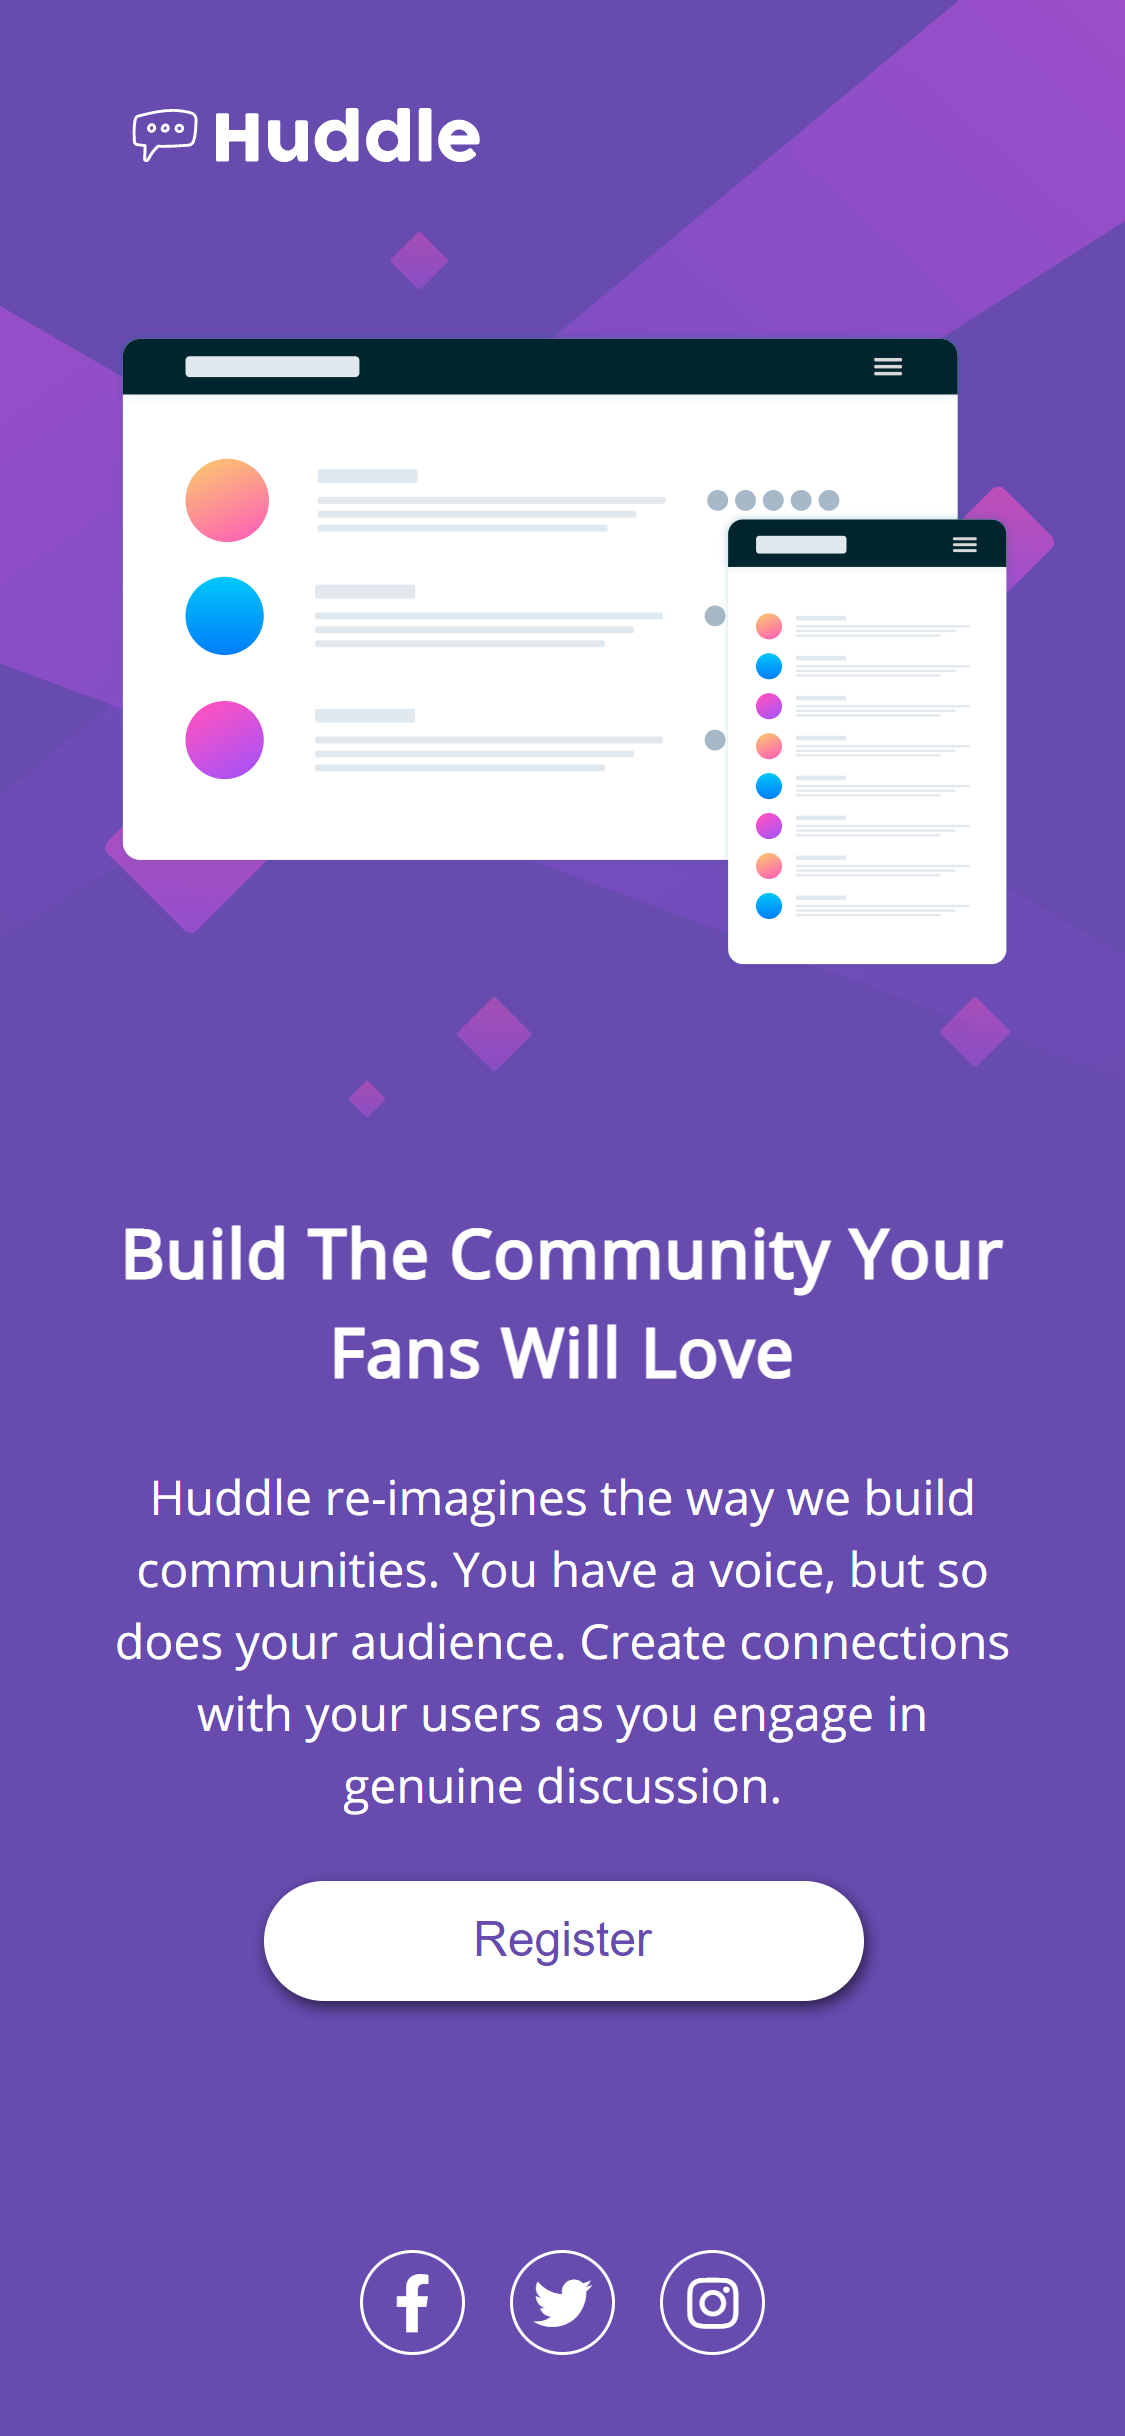 Huddle
Build The Community Your
Fans Will Love
Huddle re-imagines the way we build
communities. You have a voice, but so
does your audience. Create connections
with your users as you engage in
genuine discussion.
Register